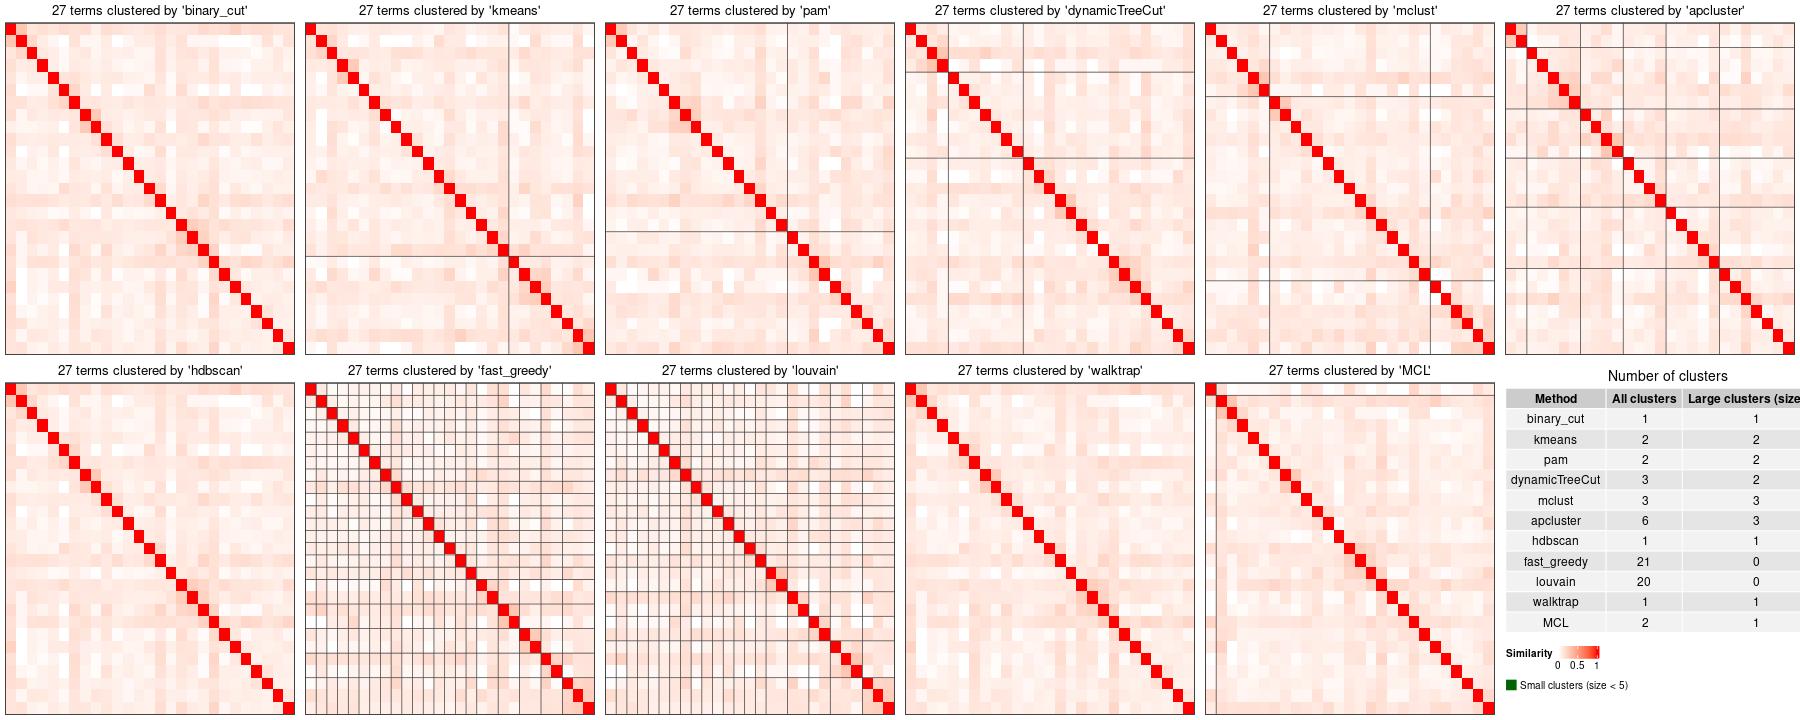 27 terms clustered by 'binary_cut'
27 terms clustered by 'kmeans'
27 terms clustered by 'pam'
27 terms clustered by 'dynamicTreeCut'
27 terms clustered by 'mclust'
27 terms clustered by 'apcluster'
27 terms clustered by 'hdbscan'
27 terms clustered by 'fast_greedy'
27 terms clustered by 'louvain'
27 terms clustered by 'walktrap'
27 terms clustered by 'MCL'
Number of clusters
Method All clusters Large clusters (size
binary_cut 1 1
kmeans 2 2
pam 2 2
dynamicTreeCut 3 2
mclust 3 3
apcluster 6 3
hdbscan 1 1
fast_greedy 21 0
louvain 20 0
walktrap 1 1
MCL 2 1
Similarity
0 0.5 1
Small clusters (size < 5)